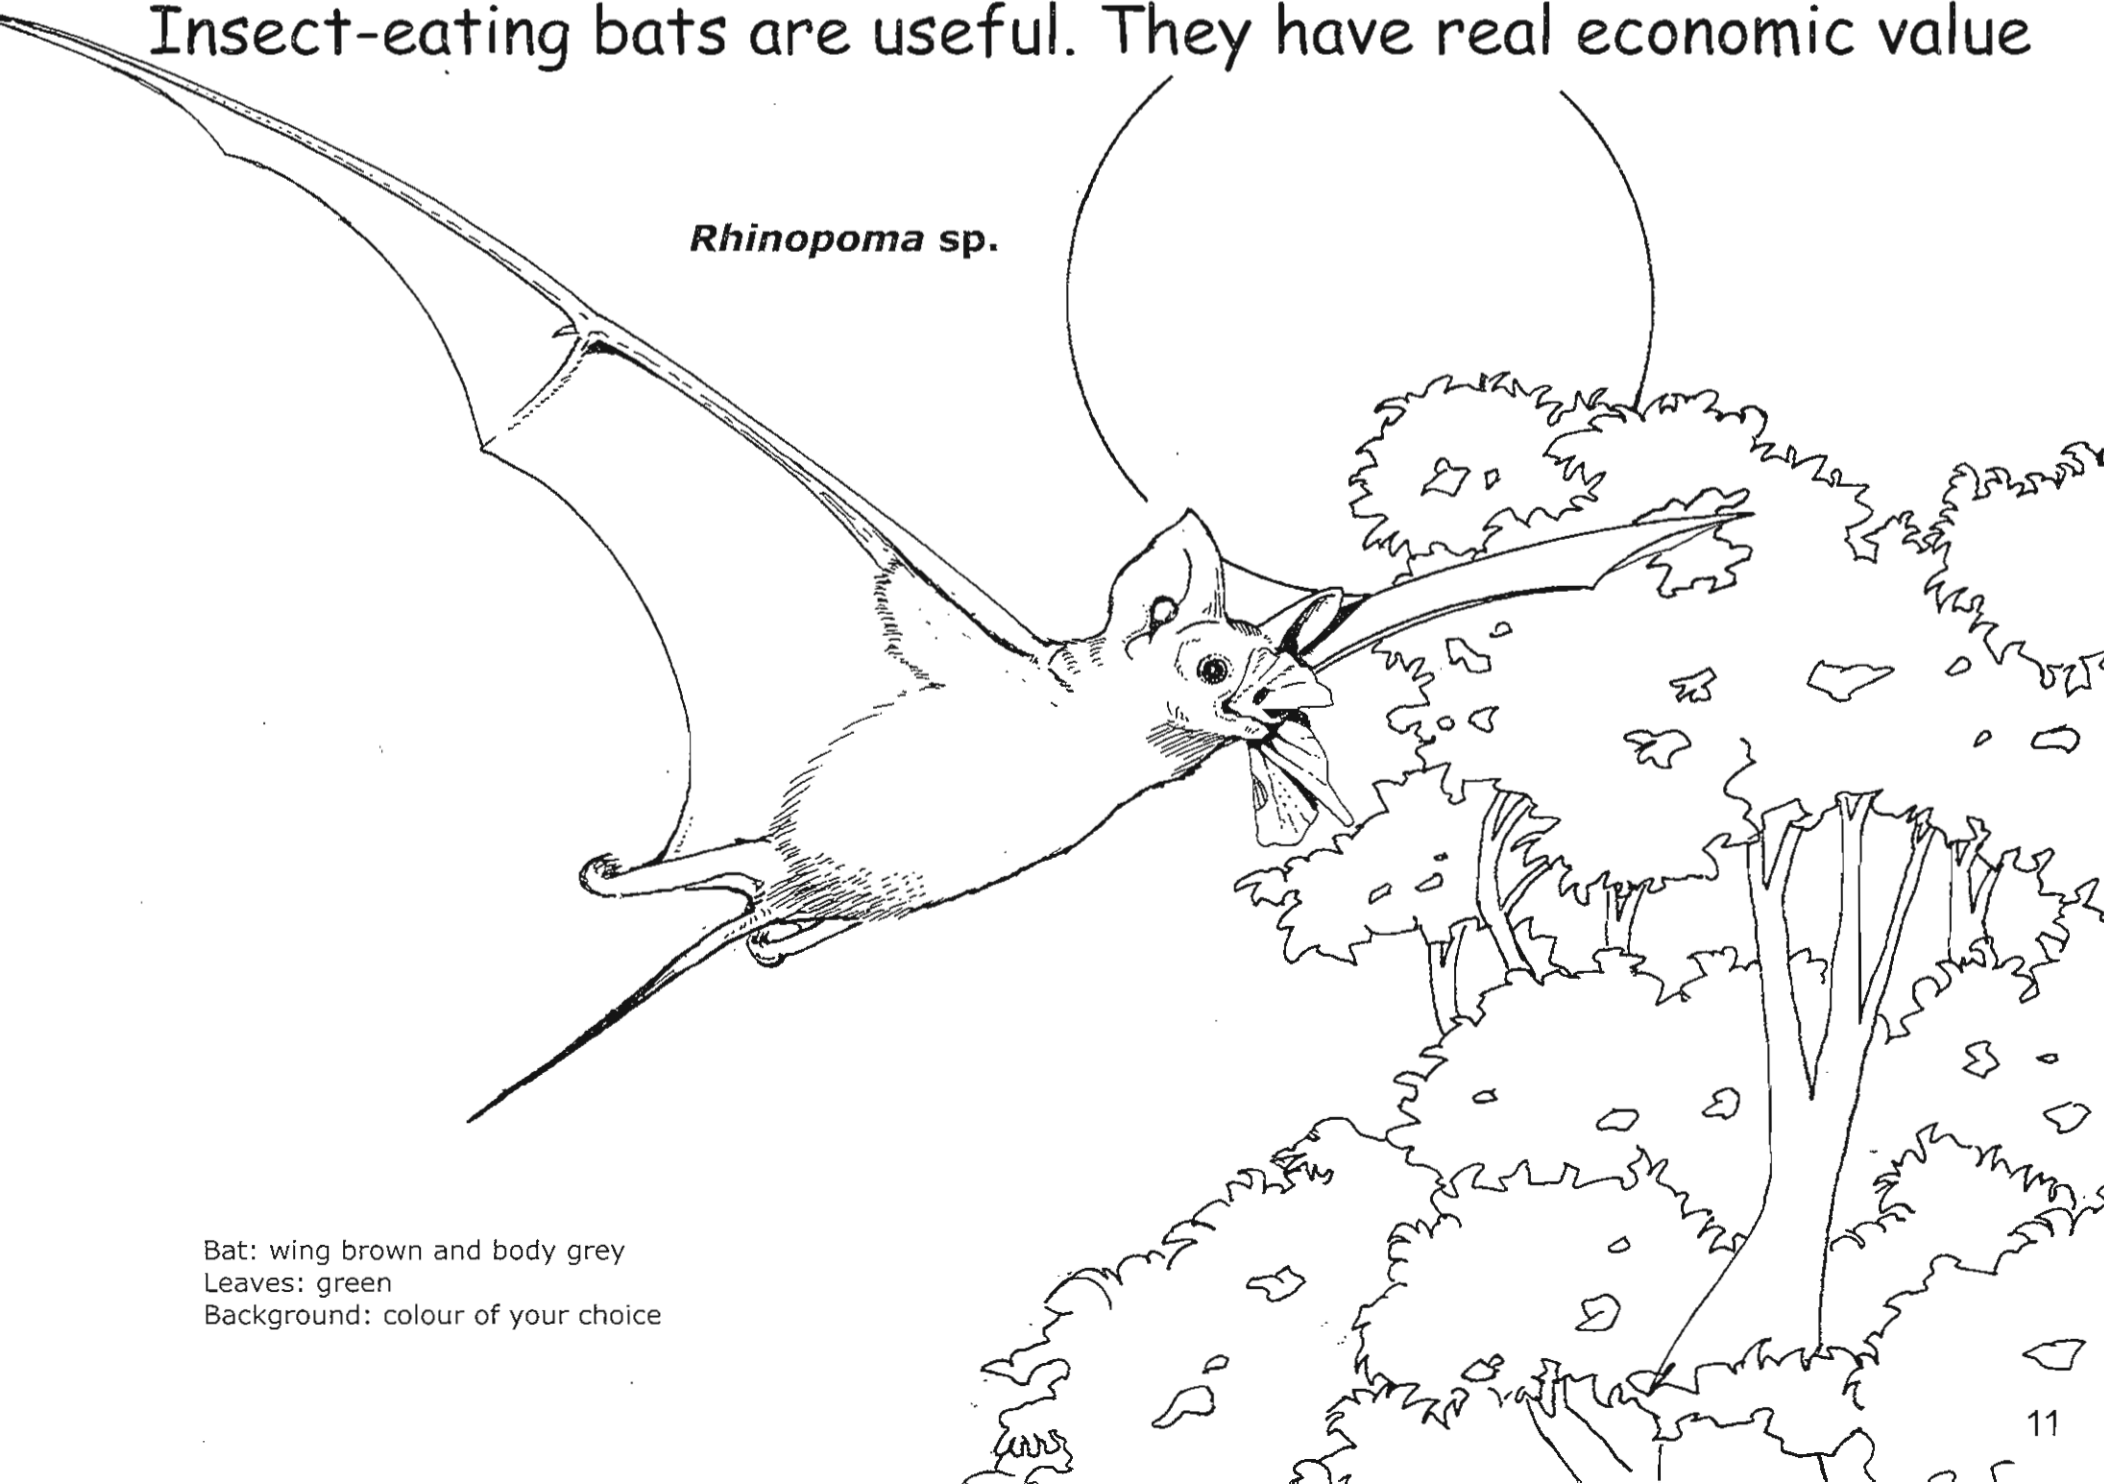 Insect-eating bats are useful. They have real economic value
Rhinopoma sp.
Bat: wing brown and body grey
Leaves: green
Background: colour of your choice
11